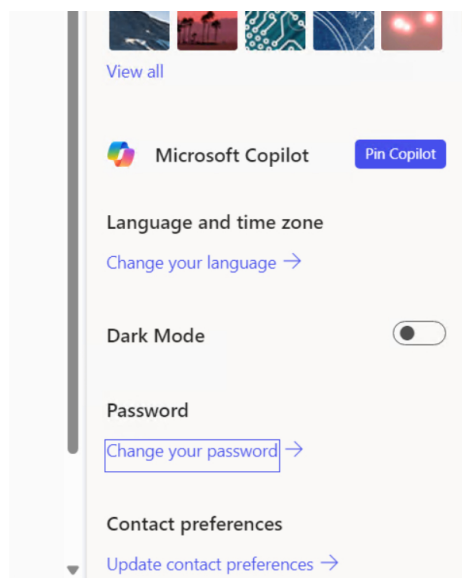 View all
Microsoft Copilot
Pin Copilot
Language and time zone
Change your language →
Dark Mode
Password
Change your password →
Contact preferences
Update contact preferences →